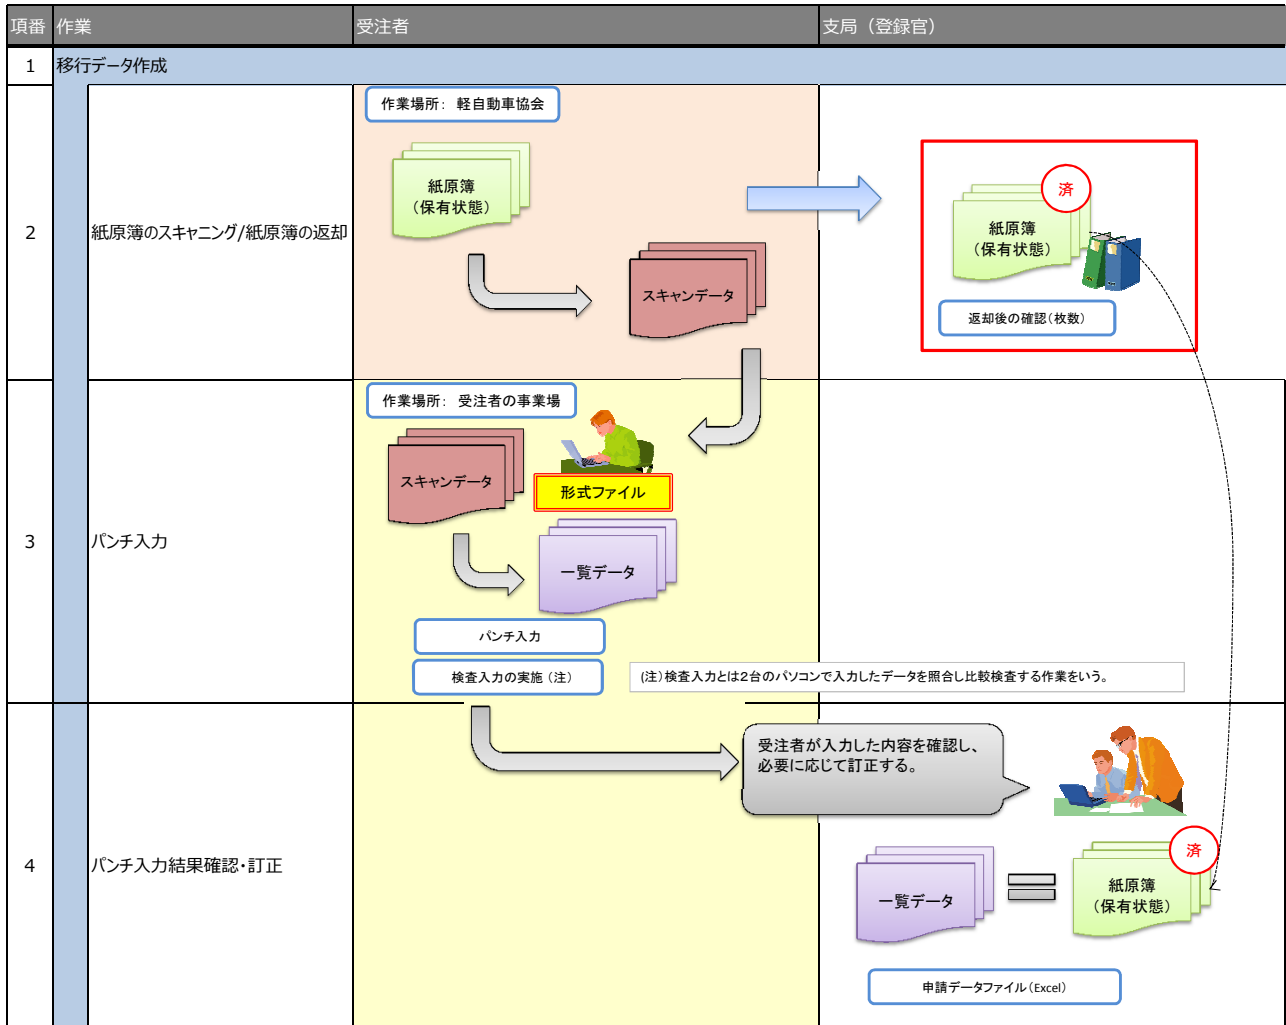 項番 作業 受注者 支局（登録官）
1 移行データ作成
作業場所： 軽自動車協会
紙原簿
（保有状態）
済
紙原簿
（保有状態）
2 紙原簿のスキャニング/紙原簿の返却
スキャンデータ
返却後の確認（枚数）
作業場所： 受注者の事業場
スキャンデータ
形式ファイル
3 パンチ入力
一覧データ
パンチ入力
検査入力の実施（注）
（注）検査入力とは２台のパソコンで入力したデータを照合し比較検査する作業をいう。
受注者が入力した内容を確認し、
必要に応じて訂正する。
4 パンチ入力結果確認・訂正
済
一覧データ
紙原簿
（保有状態）
申請データファイル（Excel）